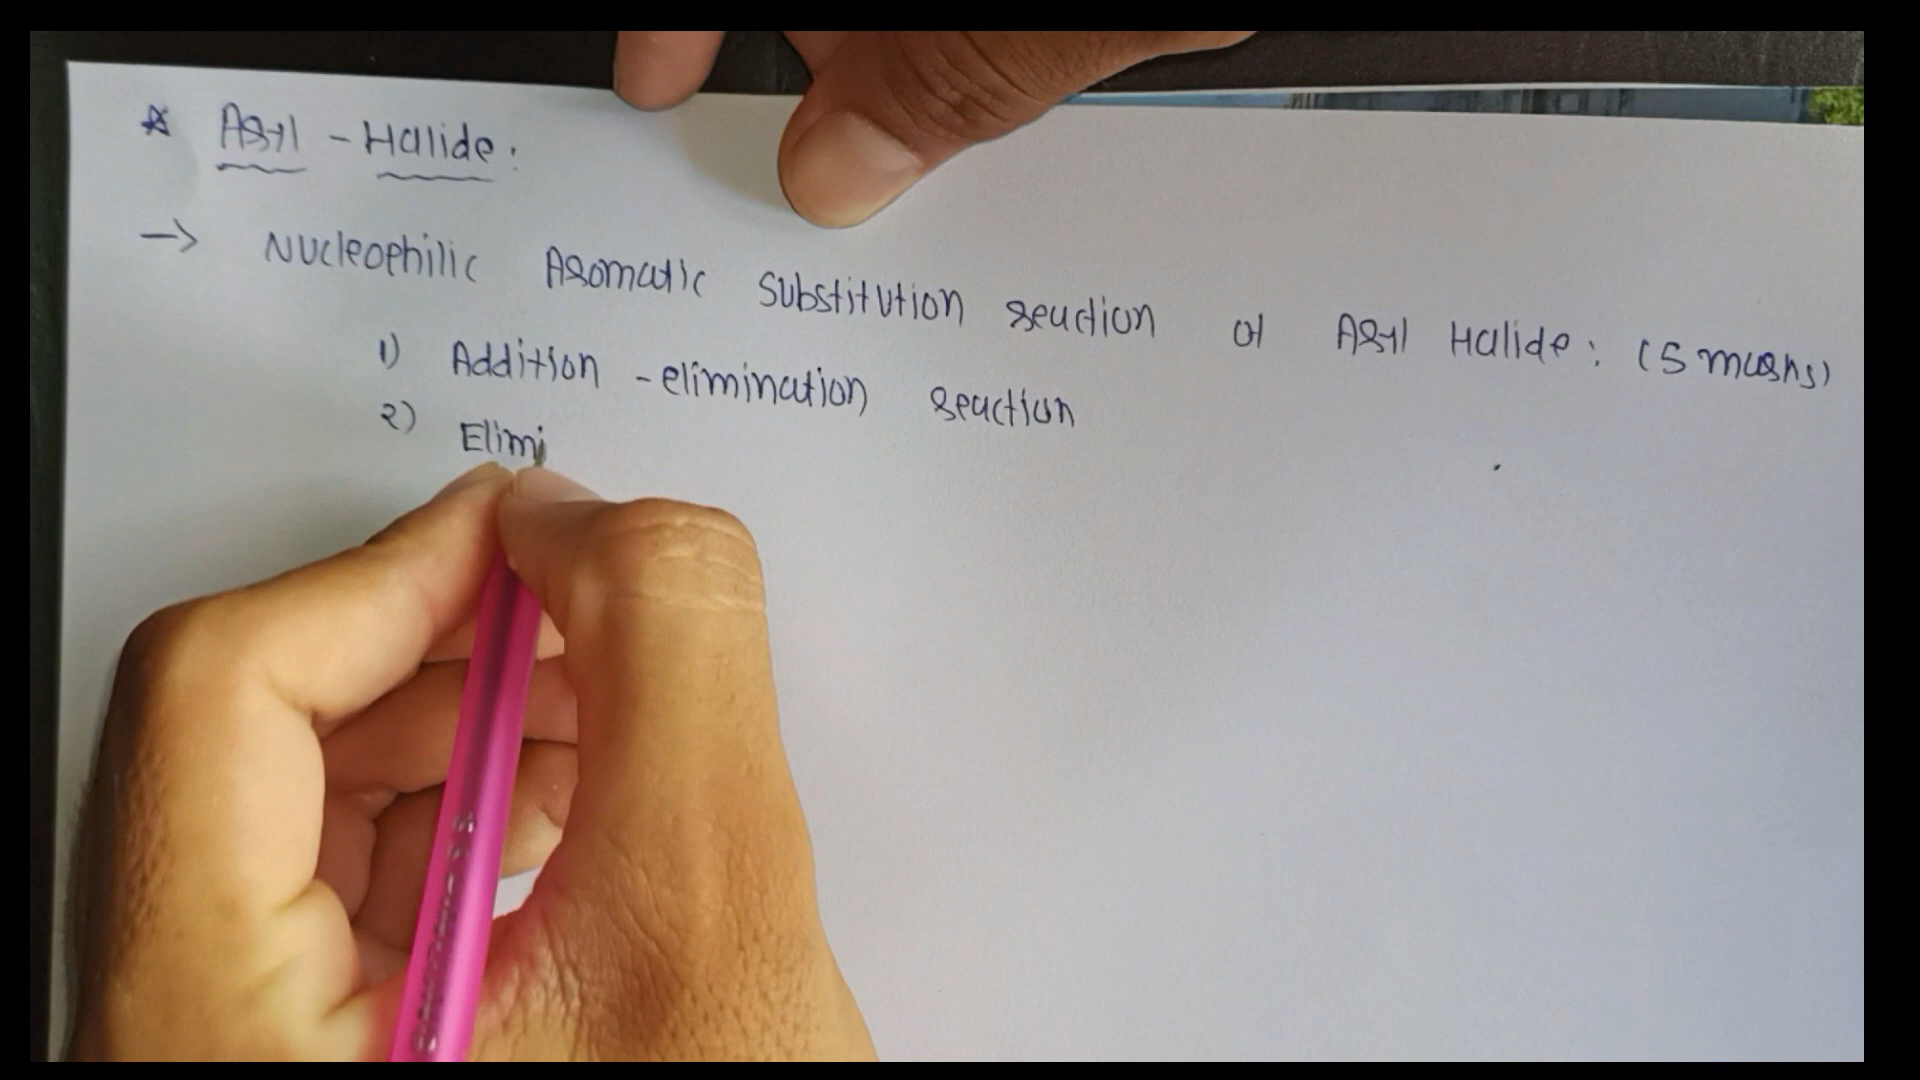 ☆ Aryl - Halide:
→ Nucleophilic Aromatic Substitution reaction of Aryl Halide: (5 marks)
1) Addition - elimination reaction
2) Elimi